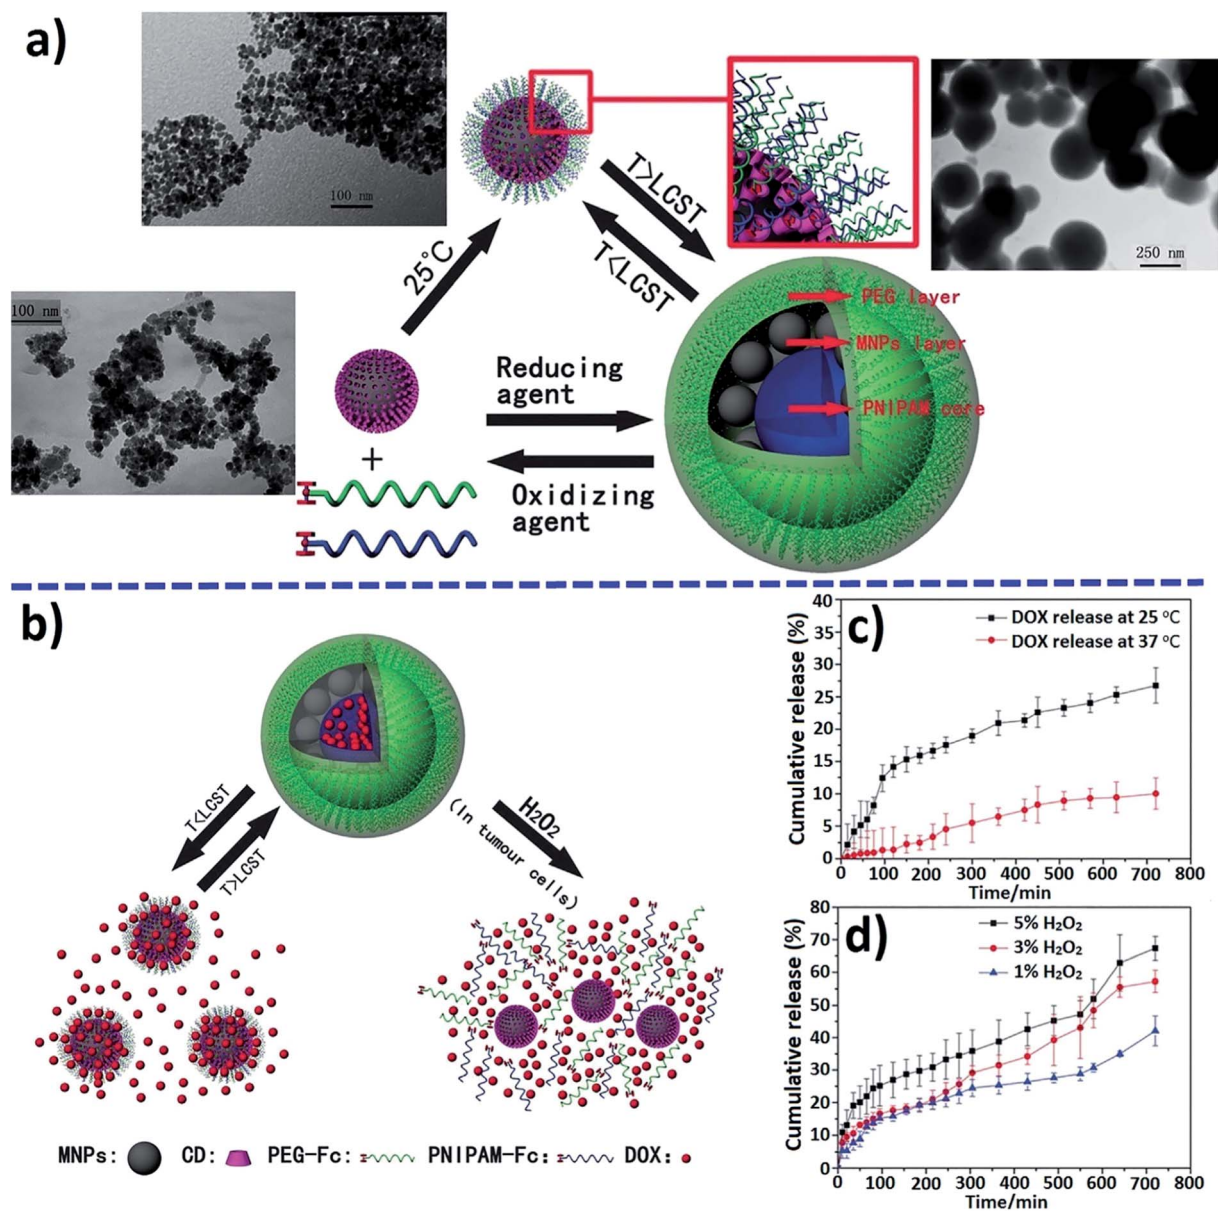 a)
100 nm
T>LCST
T<LCST
250 nm
25°C
100 nm
PEG layer
MNPs layer
PNIPAM core
Reducing
agent
+
Oxidizing
agent
b)
T<LCST
T>LCST
H₂O₂
(In tumour cells)
MNPs: CD: PEG-Fc: PNIPAM-Fc: DOX:
c)
DOX release at 25 °C
DOX release at 37 °C
Cumulative release (%)
40
35
30
25
20
15
10
5
0
0 100 200 300 400 500 600 700 800
Time/min
d)
5% H₂O₂
3% H₂O₂
1% H₂O₂
Cumulative release (%)
80
70
60
50
40
30
20
10
0
0 100 200 300 400 500 600 700 800
Time/min